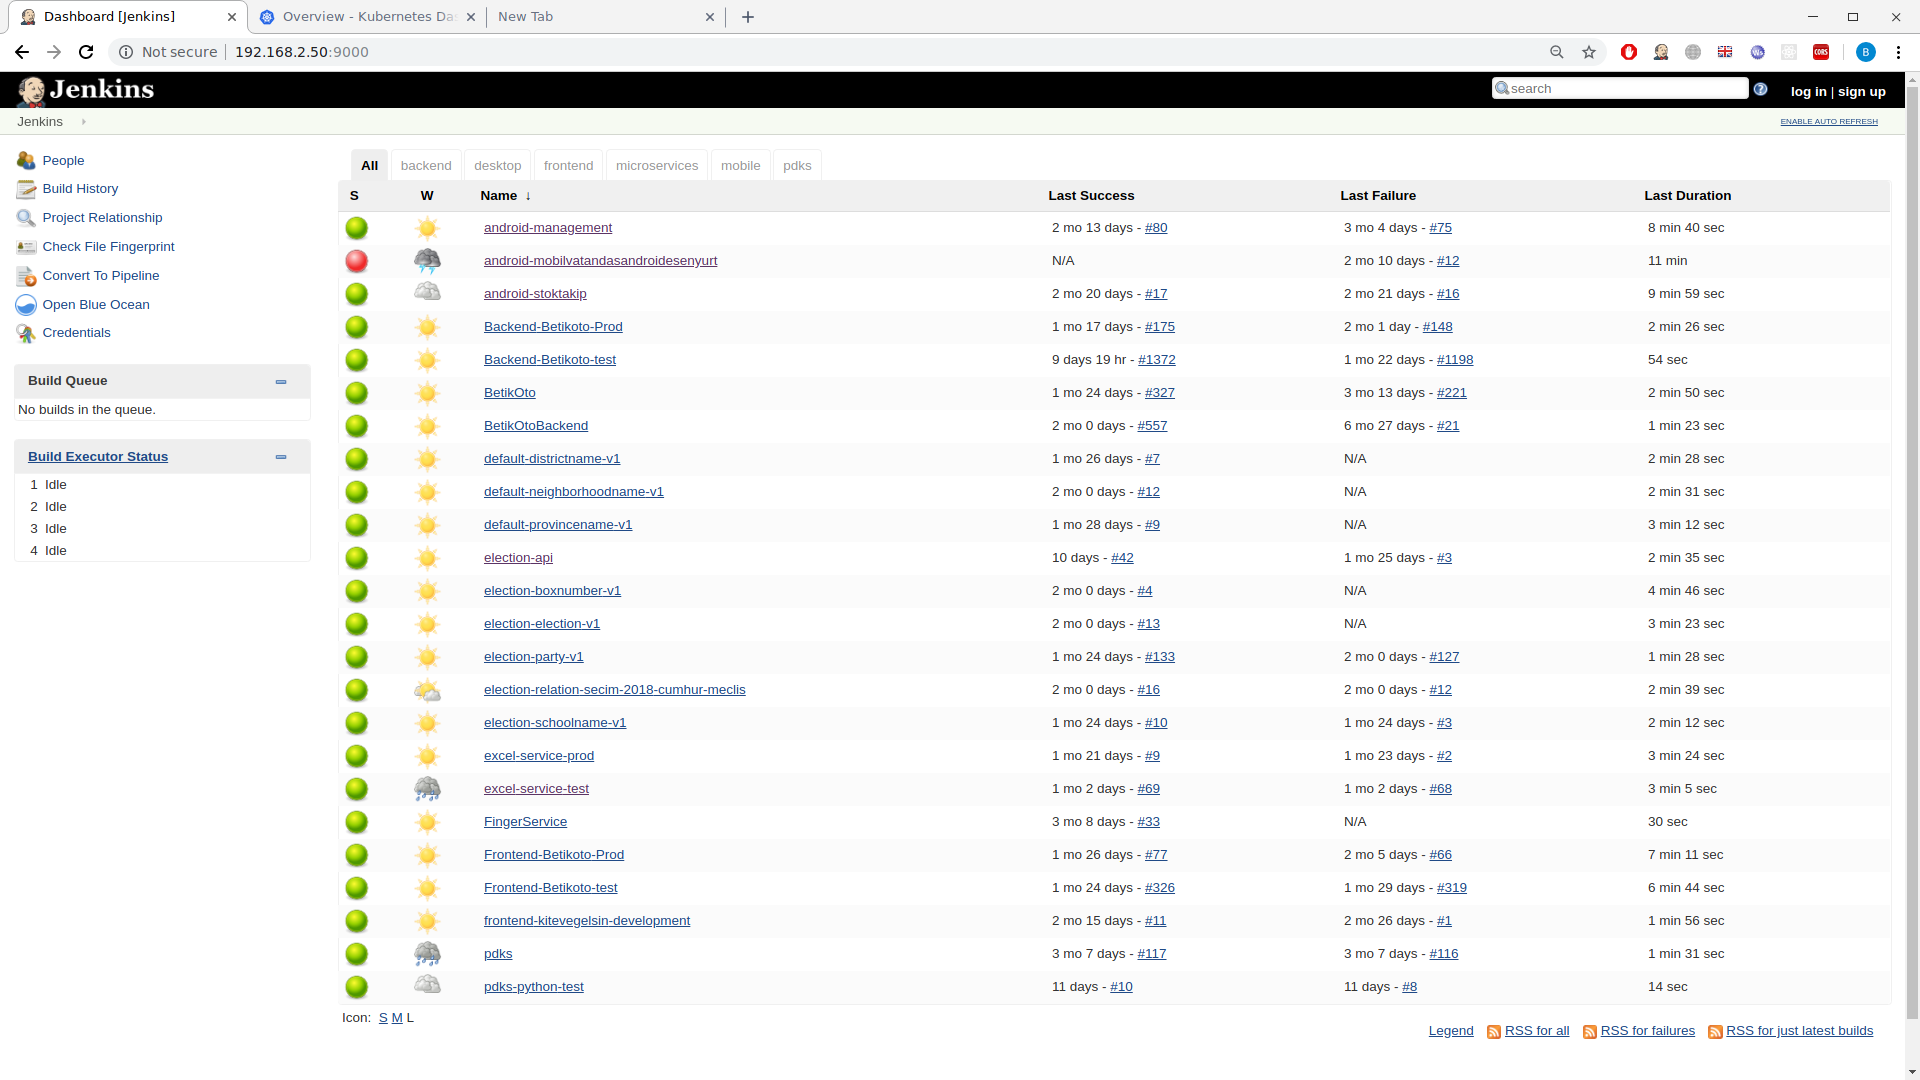 Dashboard [Jenkins]
Overview - Kubernetes Das
New Tab
Not secure
192.168.2.50:9000
CORS
B
Jenkins
search
log in | sign up
Jenkins
ENABLE AUTO REFRESH
People
Build History
Project Relationship
Check File Fingerprint
Convert To Pipeline
Open Blue Ocean
Credentials
Build Queue
No builds in the queue.
Build Executor Status
1 Idle
2 Idle
3 Idle
4 Idle
All backend desktop frontend microservices mobile pdks
S W Name ↓ Last Success Last Failure Last Duration
android-management 2 mo 13 days - #80 3 mo 4 days - #75 8 min 40 sec
android-mobilvatandasandroidesenyurt N/A 2 mo 10 days - #12 11 min
android-stoktakip 2 mo 20 days - #17 2 mo 21 days - #16 9 min 59 sec
Backend-Betikoto-Prod 1 mo 17 days - #175 2 mo 1 day - #148 2 min 26 sec
Backend-Betikoto-test 9 days 19 hr - #1372 1 mo 22 days - #1198 54 sec
BetikOto 1 mo 24 days - #327 3 mo 13 days - #221 2 min 50 sec
BetikOtoBackend 2 mo 0 days - #557 6 mo 27 days - #21 1 min 23 sec
default-districtname-v1 1 mo 26 days - #7 N/A 2 min 28 sec
default-neighborhoodname-v1 2 mo 0 days - #12 N/A 2 min 31 sec
default-provincename-v1 1 mo 28 days - #9 N/A 3 min 12 sec
election-api 10 days - #42 1 mo 25 days - #3 2 min 35 sec
election-boxnumber-v1 2 mo 0 days - #4 N/A 4 min 46 sec
election-election-v1 2 mo 0 days - #13 N/A 3 min 23 sec
election-party-v1 1 mo 24 days - #133 2 mo 0 days - #127 1 min 28 sec
election-relation-secim-2018-cumhur-meclis 2 mo 0 days - #16 2 mo 0 days - #12 2 min 39 sec
election-schoolname-v1 1 mo 24 days - #10 1 mo 24 days - #3 2 min 12 sec
excel-service-prod 1 mo 21 days - #9 1 mo 23 days - #2 3 min 24 sec
excel-service-test 1 mo 2 days - #69 1 mo 2 days - #68 3 min 5 sec
FingerService 3 mo 8 days - #33 N/A 30 sec
Frontend-Betikoto-Prod 1 mo 26 days - #77 2 mo 5 days - #66 7 min 11 sec
Frontend-Betikoto-test 1 mo 24 days - #326 1 mo 29 days - #319 6 min 44 sec
frontend-kitevegelsin-development 2 mo 15 days - #11 2 mo 26 days - #1 1 min 56 sec
pdks 3 mo 7 days - #117 3 mo 7 days - #116 1 min 31 sec
pdks-python-test 11 days - #10 11 days - #8 14 sec
Icon: S M L
Legend RSS for all RSS for failures RSS for just latest builds